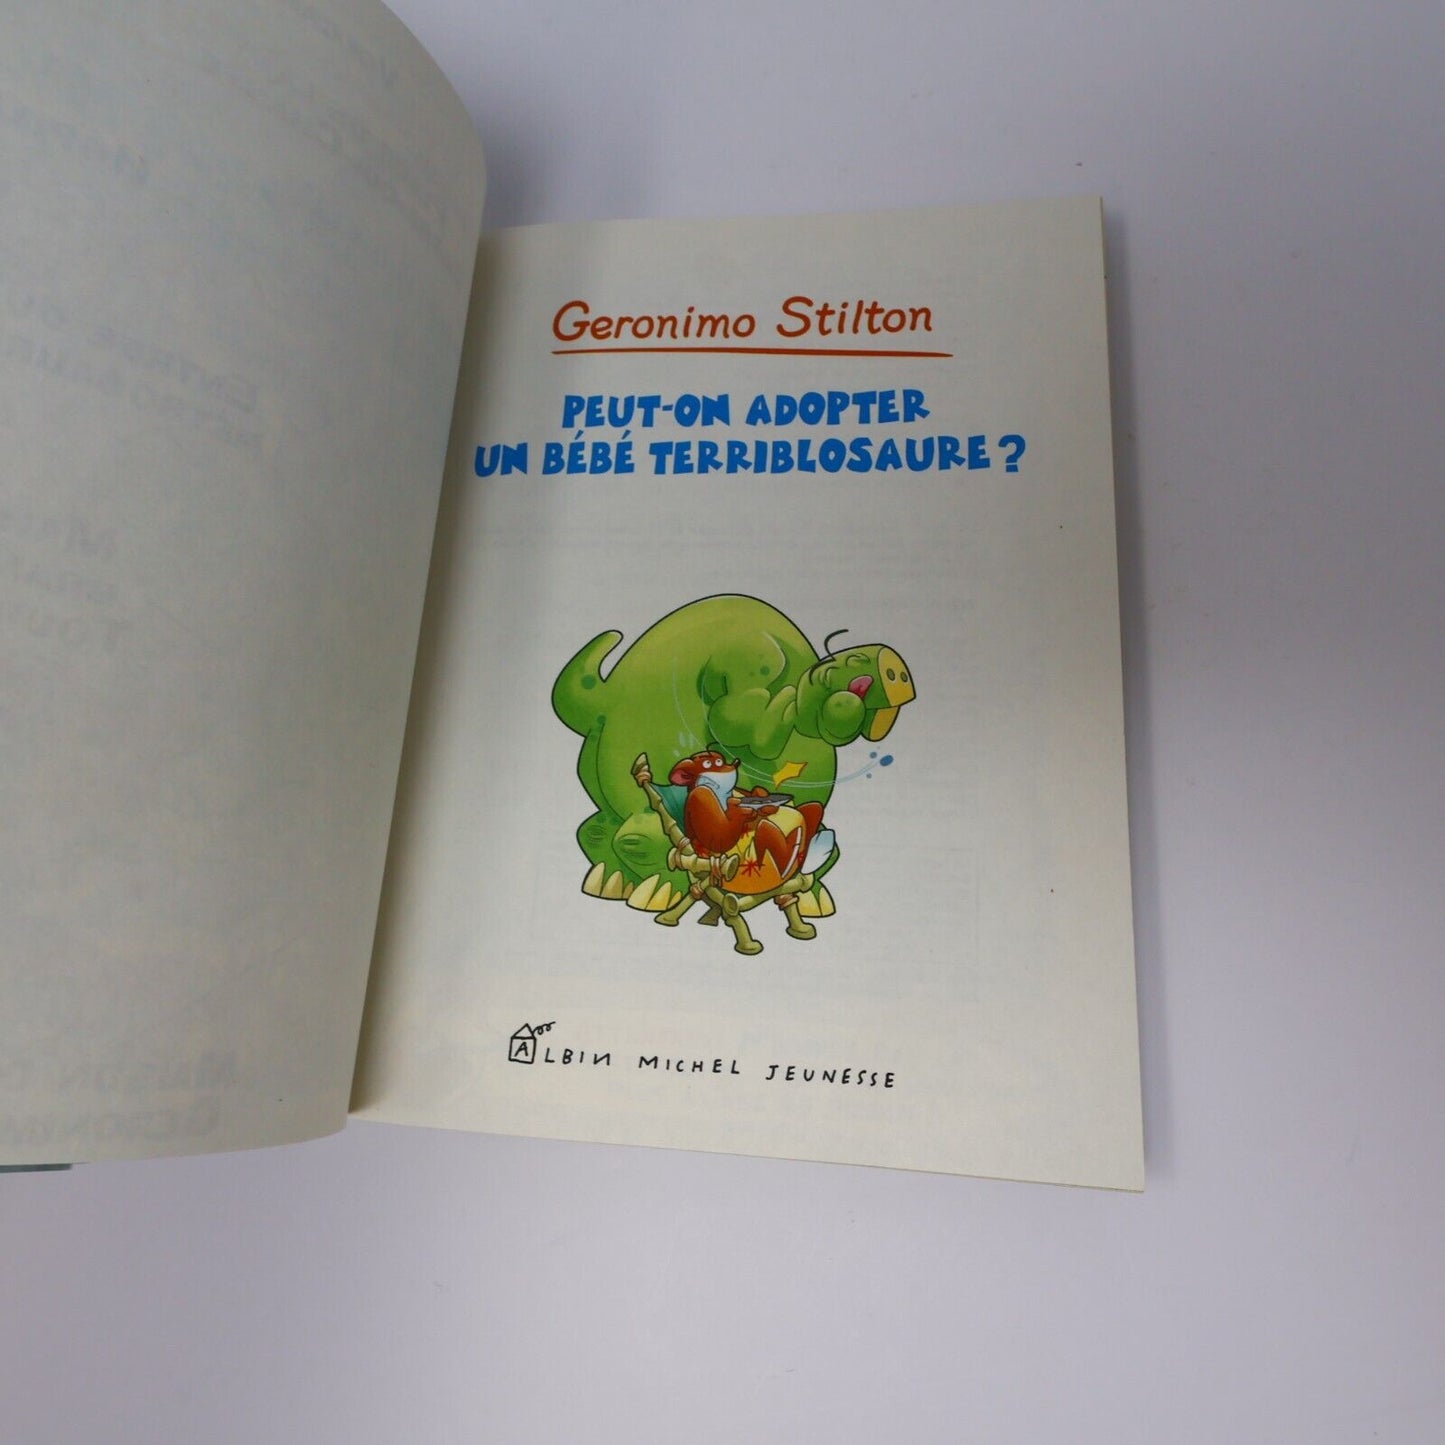 Geronimo Stilton
PEUT-ON ADOPTER
UN BÉBÉ TERRIBLOSAURE ?
ALBIN MICHEL JEUNESSE